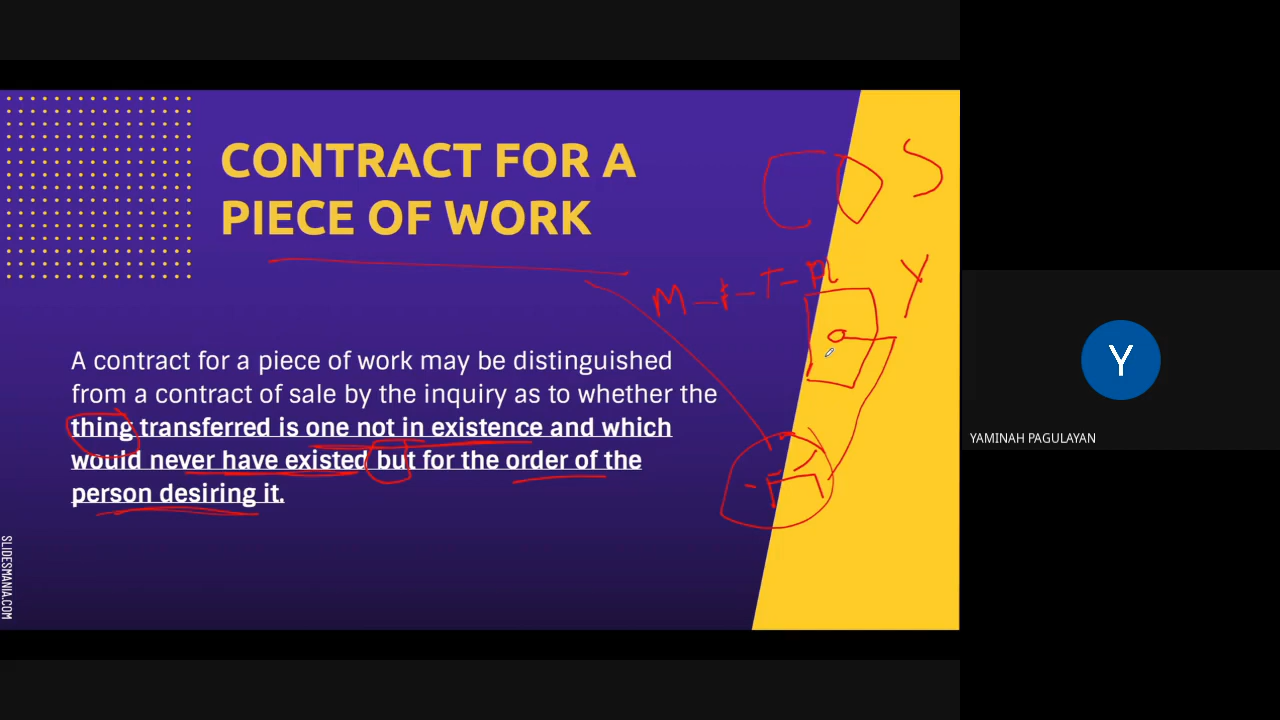 CONTRACT FOR A
PIECE OF WORK
S
M - t - T - R
Y
A contract for a piece of work may be distinguished
from a contract of sale by the inquiry as to whether the
thing transferred is one not in existence and which
would never have existed but for the order of the
person desiring it.
SLIDESMANIA.COM
Y
YAMINAH PAGULAYAN